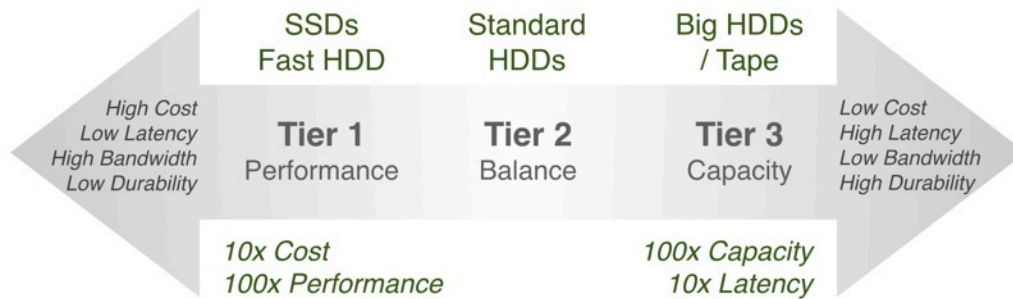 SSDs
Fast HDD
Standard
HDDs
Big HDDs
/ Tape
High Cost
Low Latency
High Bandwidth
Low Durability
Tier 1
Performance
Tier 2
Balance
Tier 3
Capacity
Low Cost
High Latency
Low Bandwidth
High Durability
10x Cost
100x Performance
100x Capacity
10x Latency